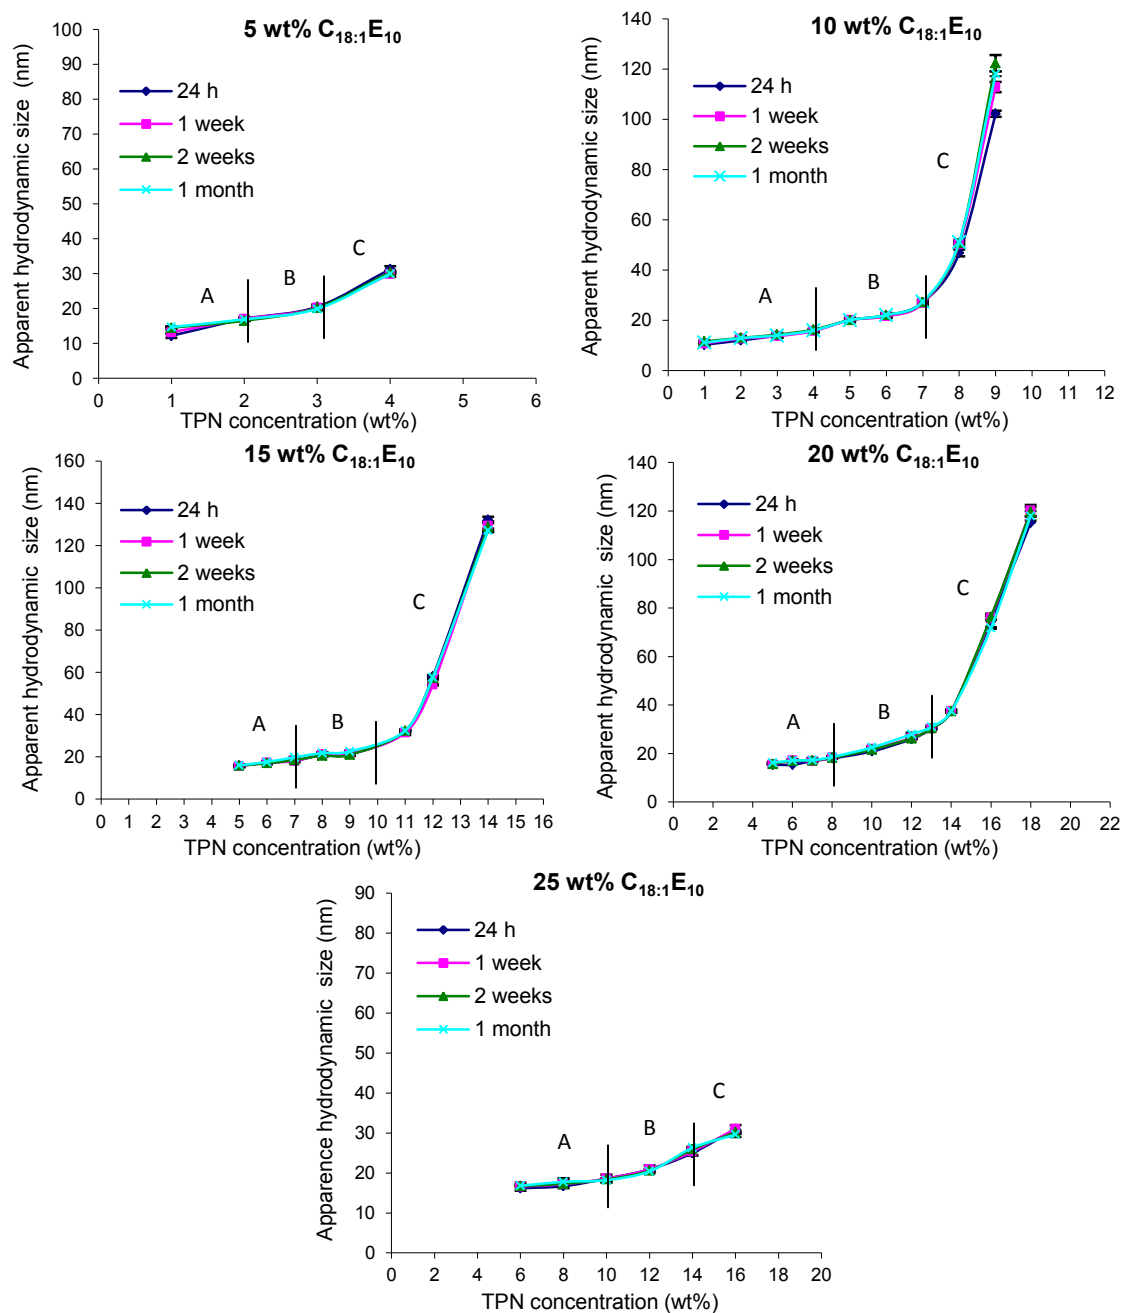 5 wt% C18:1E10
Apparent hydrodynamic size (nm)
100
90
80
70
60
50
40
30
20
10
0
24 h
1 week
2 weeks
1 month
A
B
C
0 1 2 3 4 5 6
TPN concentration (wt%)
10 wt% C18:1E10
Apparent hydrodynamic size (nm)
140
120
100
80
60
40
20
0
24 h
1 week
2 weeks
1 month
A
B
C
0 1 2 3 4 5 6 7 8 9 10 11 12
TPN concentration (wt%)
15 wt% C18:1E10
Apparent hydrodynamic size (nm)
160
140
120
100
80
60
40
20
0
24 h
1 week
2 weeks
1 month
A
B
C
0 1 2 3 4 5 6 7 8 9 10 11 12 13 14 15 16
TPN concentration (wt%)
20 wt% C18:1E10
Apparent hydrodynamic size (nm)
140
120
100
80
60
40
20
0
24 h
1 week
2 weeks
1 month
A
B
C
0 2 4 6 8 10 12 14 16 18 20 22
TPN concentration (wt%)
25 wt% C18:1E10
Apparence hydrodynamic size (nm)
90
80
70
60
50
40
30
20
10
0
24 h
1 week
2 weeks
1 month
A
B
C
0 2 4 6 8 10 12 14 16 18 20
TPN concentration (wt%)